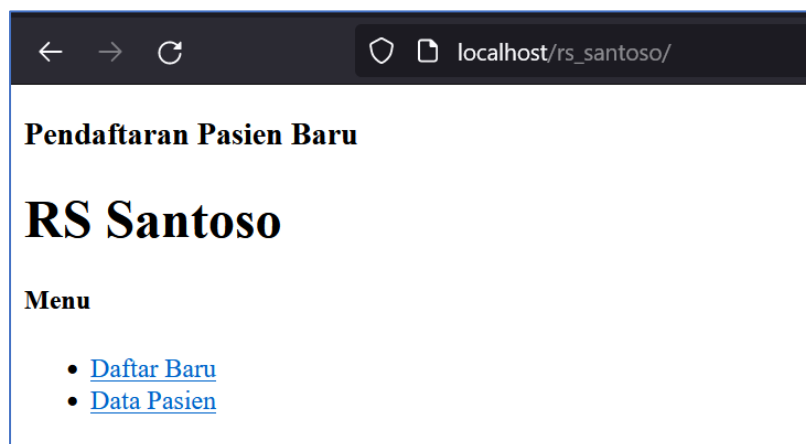 localhost/rs_santoso/
Pendaftaran Pasien Baru
RS Santoso
Menu
• Daftar Baru
• Data Pasien